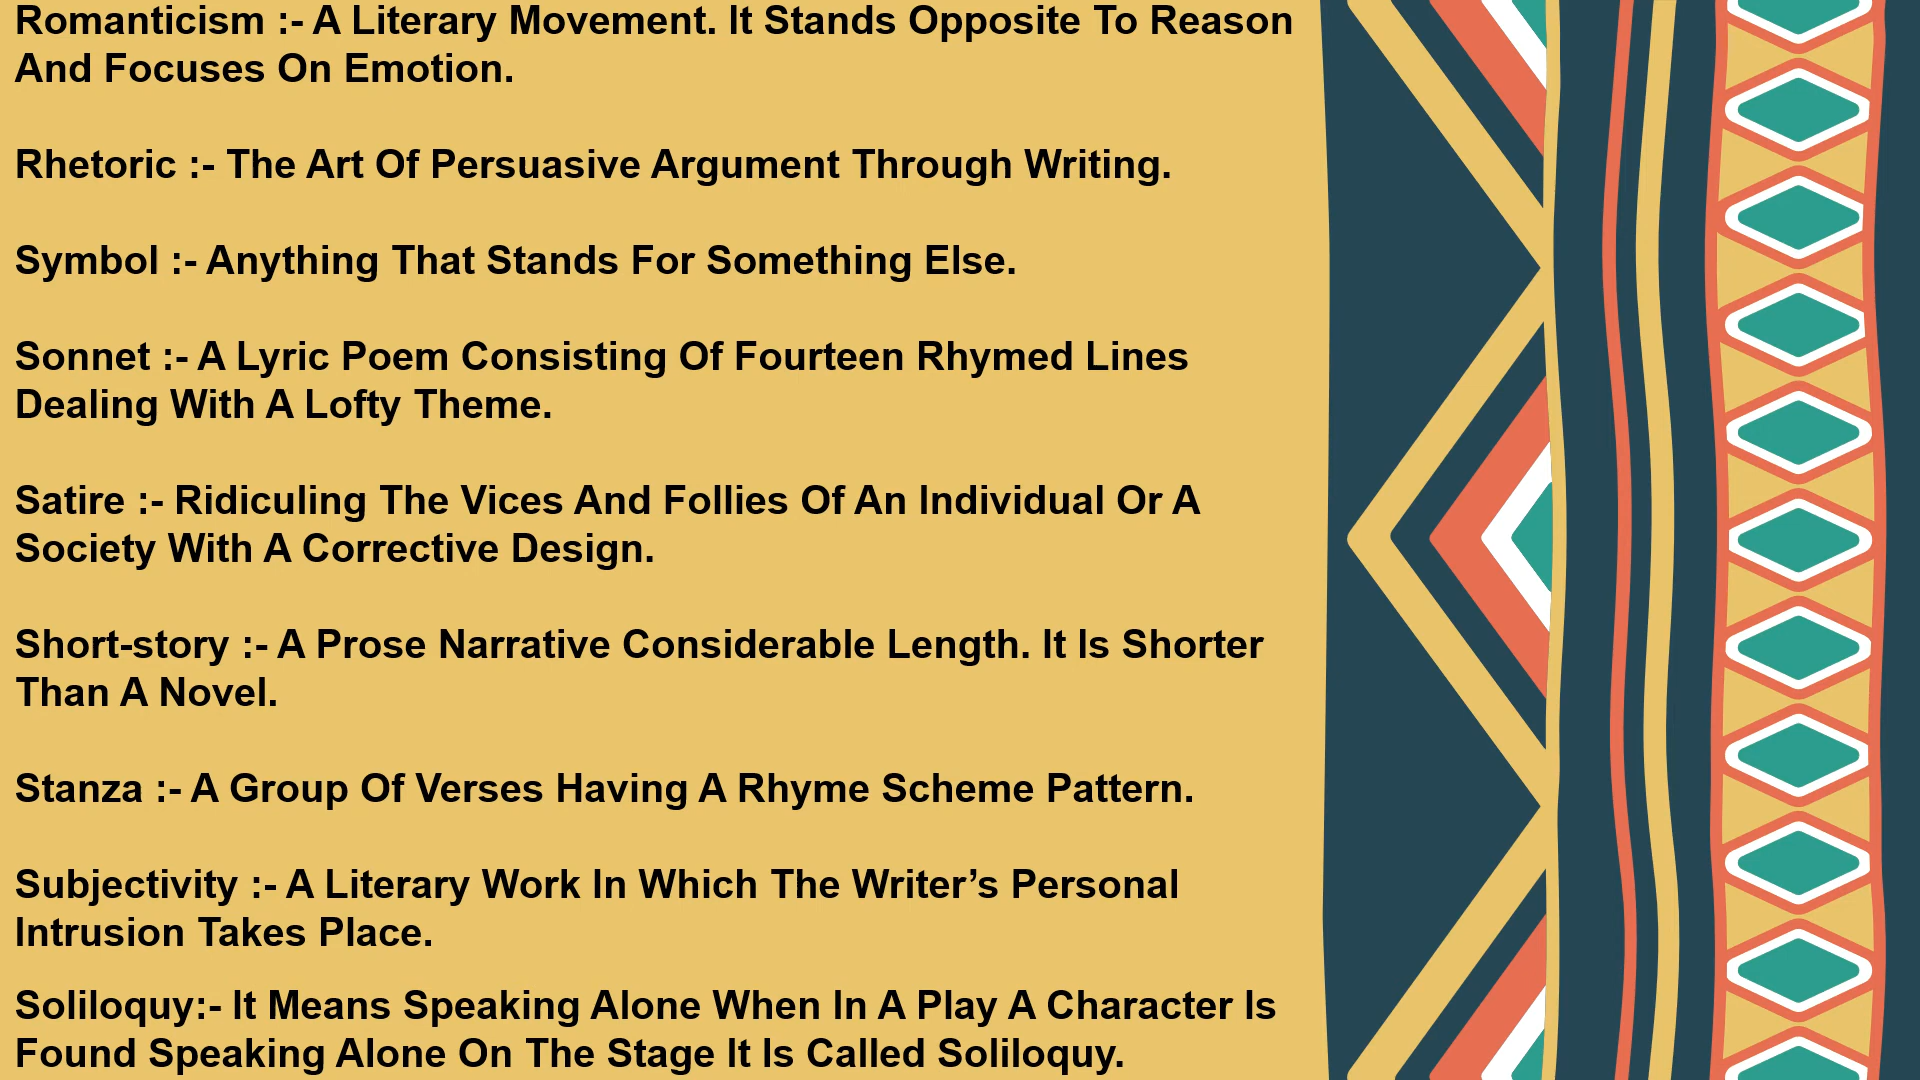 Romanticism :- A Literary Movement. It Stands Opposite To Reason
And Focuses On Emotion.
Rhetoric :- The Art Of Persuasive Argument Through Writing.
Symbol :- Anything That Stands For Something Else.
Sonnet :- A Lyric Poem Consisting Of Fourteen Rhymed Lines
Dealing With A Lofty Theme.
Satire :- Ridiculing The Vices And Follies Of An Individual Or A
Society With A Corrective Design.
Short-story :- A Prose Narrative Considerable Length. It Is Shorter
Than A Novel.
Stanza :- A Group Of Verses Having A Rhyme Scheme Pattern.
Subjectivity :- A Literary Work In Which The Writer’s Personal
Intrusion Takes Place.
Soliloquy:- It Means Speaking Alone When In A Play A Character Is
Found Speaking Alone On The Stage It Is Called Soliloquy.